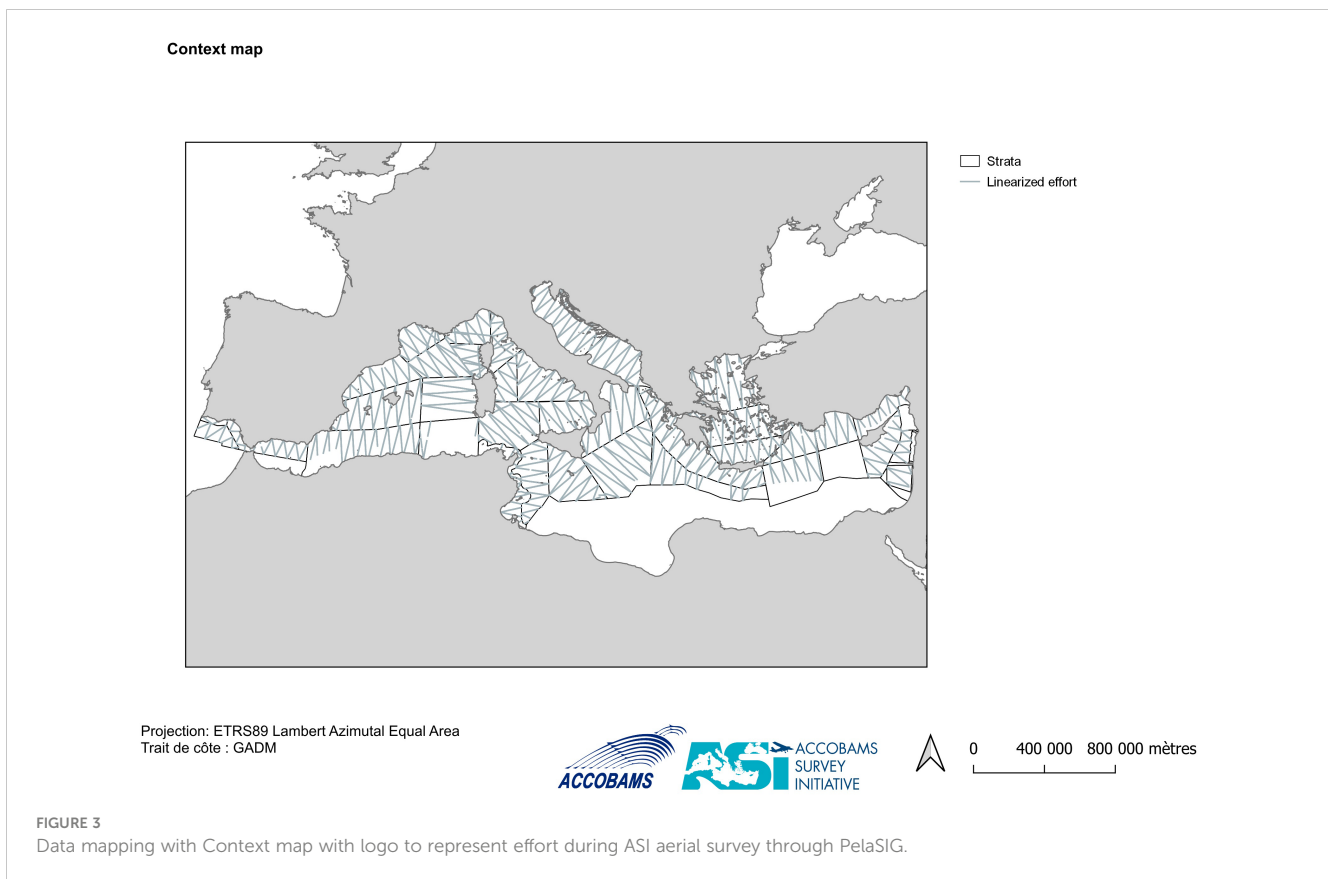 Context map
Strata
Linearized effort
Projection: ETRS89 Lambert Azimutal Equal Area
Trait de côte : GADM
ACCOBAMS
ASI
ACCOBAMS
SURVEY
INITIATIVE
0 400 000 800 000 mètres
FIGURE 3
Data mapping with Context map with logo to represent effort during ASI aerial survey through PelaSIG.